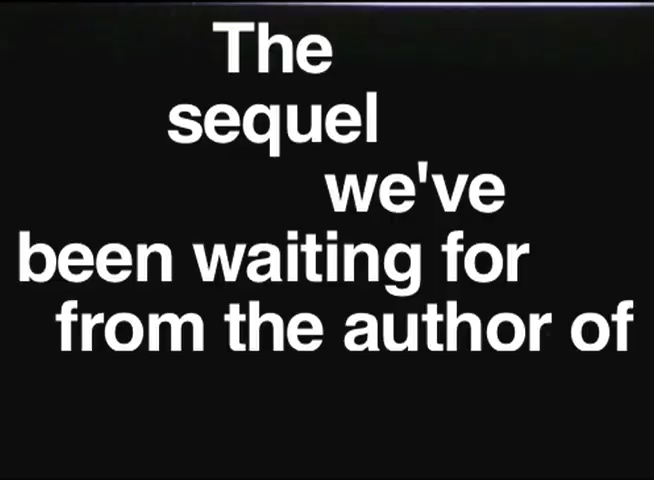 The
sequel
we've
been waiting for
from the author of